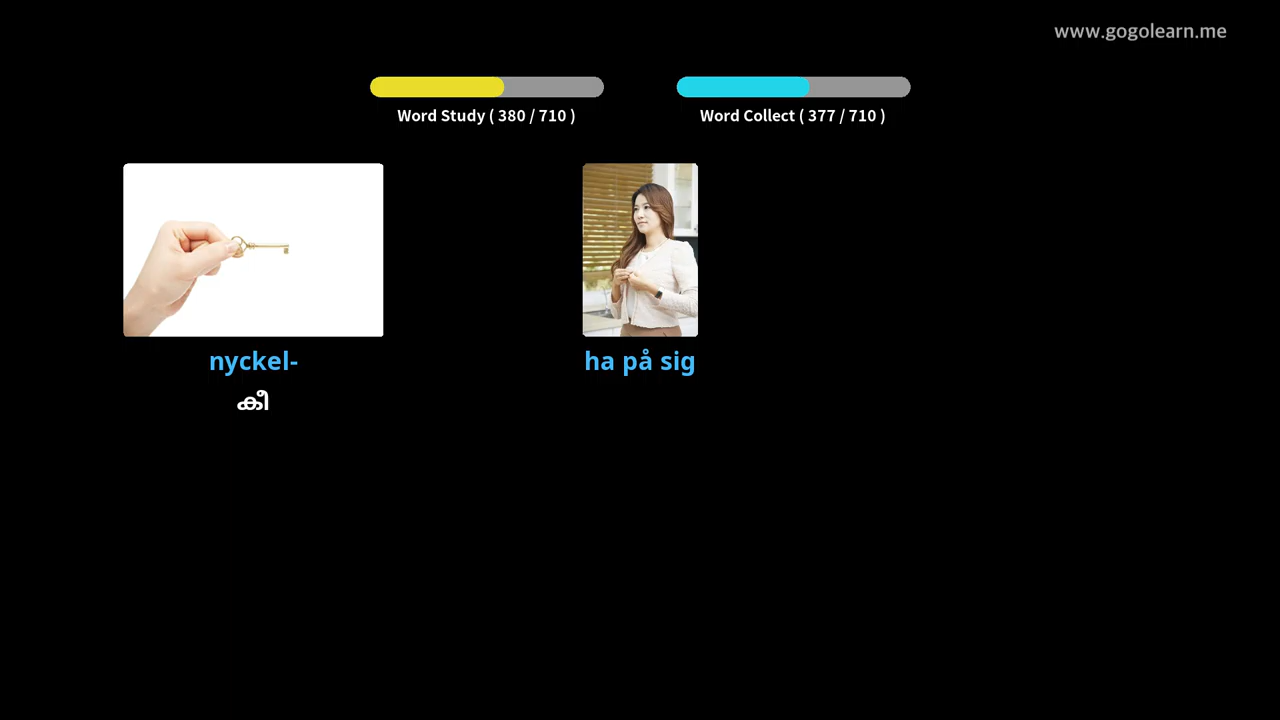 www.gogolearn.me
Word Study ( 380 / 710 )
Word Collect ( 377 / 710 )
nyckel-
കീ
ha på sig